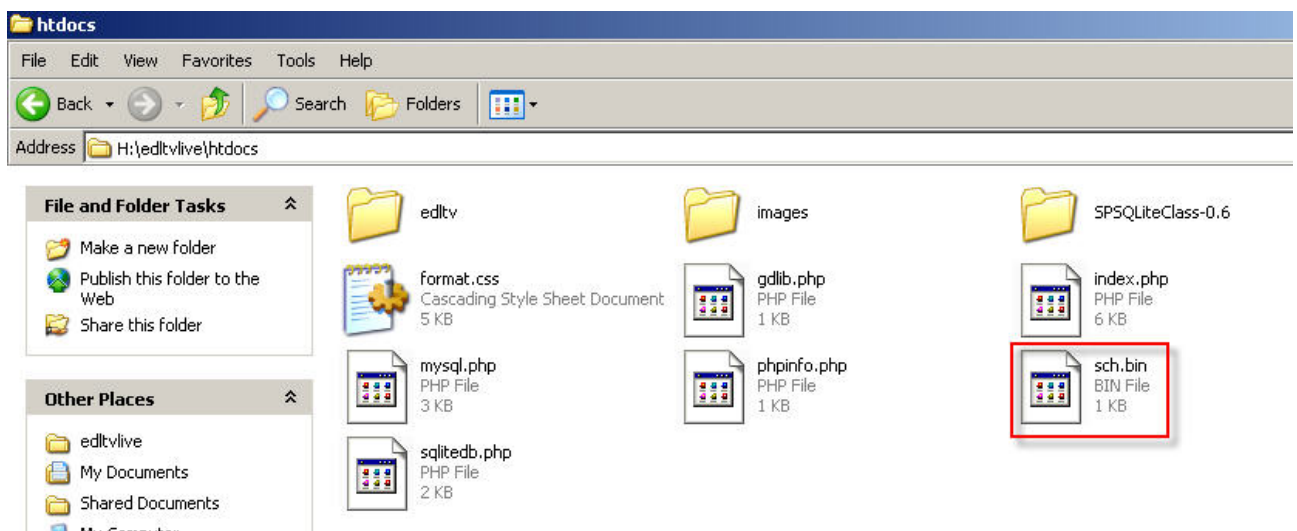 htdocs
File Edit View Favorites Tools Help
Back Search Folders
Address H:\edltvlive\htdocs
File and Folder Tasks
Make a new folder
Publish this folder to the
Web
Share this folder
Other Places
edltvlive
My Documents
Shared Documents
My Computer
edltv
images
SPSQLiteClass-0.6
format.css
Cascading Style Sheet Document
5 KB
gdlib.php
PHP File
1 KB
index.php
PHP File
6 KB
mysql.php
PHP File
3 KB
phpinfo.php
PHP File
1 KB
sch.bin
BIN File
1 KB
sqlitedb.php
PHP File
2 KB